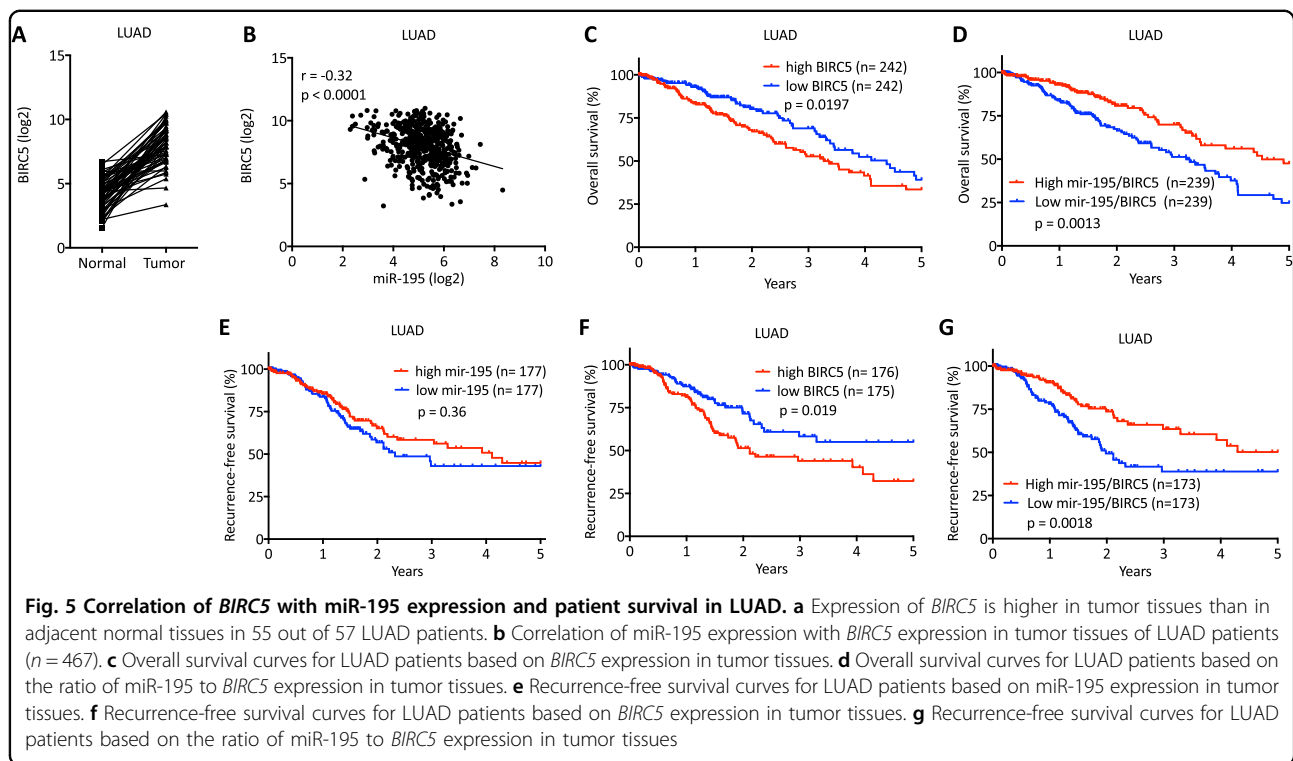 A
LUAD
15
10
5
0
BIRC5 (log2)
Normal Tumor
B
LUAD
r = -0.32
p < 0.0001
15
10
5
0
BIRC5 (log2)
0 2 4 6 8 10
miR-195 (log2)
C
LUAD
high BIRC5 (n= 242)
low BIRC5 (n= 242)
p = 0.0197
100
75
50
25
0
Overall survival (%)
0 1 2 3 4 5
Years
D
LUAD
100
75
50
25
0
Overall survival (%)
High mir-195/BIRC5 (n=239)
Low mir-195/BIRC5 (n=239)
p = 0.0013
0 1 2 3 4 5
Years
E
LUAD
high mir-195 (n= 177)
low mir-195 (n= 177)
p = 0.36
100
75
50
25
0
Recurrence-free survival (%)
0 1 2 3 4 5
Years
F
LUAD
high BIRC5 (n= 176)
low BIRC5 (n= 175)
p = 0.019
100
75
50
25
0
Recurrence-free survival (%)
0 1 2 3 4 5
Years
G
LUAD
100
75
50
25
0
Recurrence-free survival (%)
High mir-195/BIRC5 (n=173)
Low mir-195/BIRC5 (n=173)
p = 0.0018
0 1 2 3 4 5
Years
Fig. 5 Correlation of BIRC5 with miR-195 expression and patient survival in LUAD. a Expression of BIRC5 is higher in tumor tissues than in
adjacent normal tissues in 55 out of 57 LUAD patients. b Correlation of miR-195 expression with BIRC5 expression in tumor tissues of LUAD patients
(n = 467). c Overall survival curves for LUAD patients based on BIRC5 expression in tumor tissues. d Overall survival curves for LUAD patients based on
the ratio of miR-195 to BIRC5 expression in tumor tissues. e Recurrence-free survival curves for LUAD patients based on miR-195 expression in tumor
tissues. f Recurrence-free survival curves for LUAD patients based on BIRC5 expression in tumor tissues. g Recurrence-free survival curves for LUAD
patients based on the ratio of miR-195 to BIRC5 expression in tumor tissues